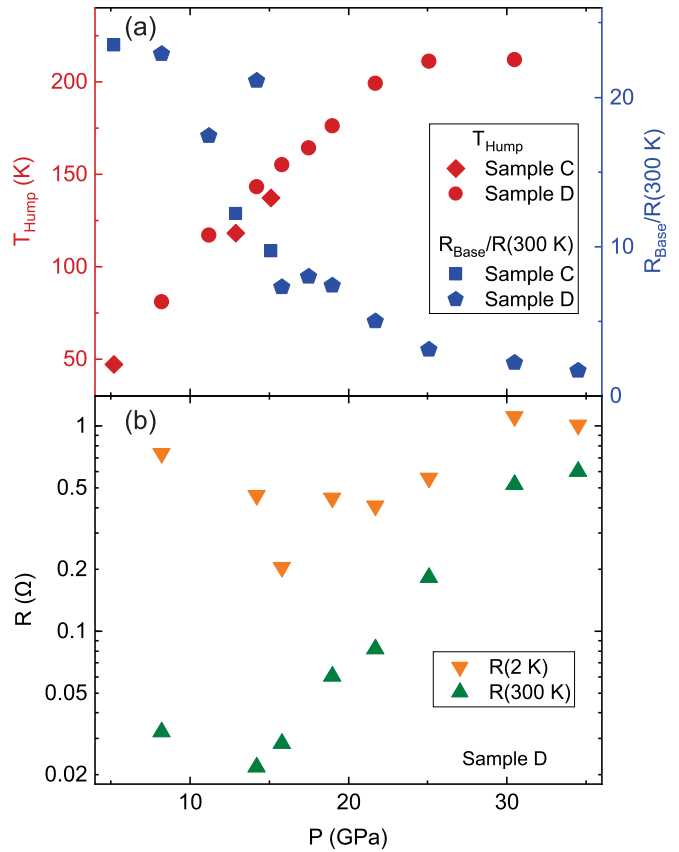 (a)
200
150
100
50
T_Hump (K)
20
10
0
R_Base/R(300 K)
T_Hump
Sample C
Sample D
R_Base/R(300 K)
Sample C
Sample D
(b)
1
0.5
0.2
0.1
0.05
0.02
R (Ω)
R(2 K)
R(300 K)
Sample D
10 20 30
P (GPa)